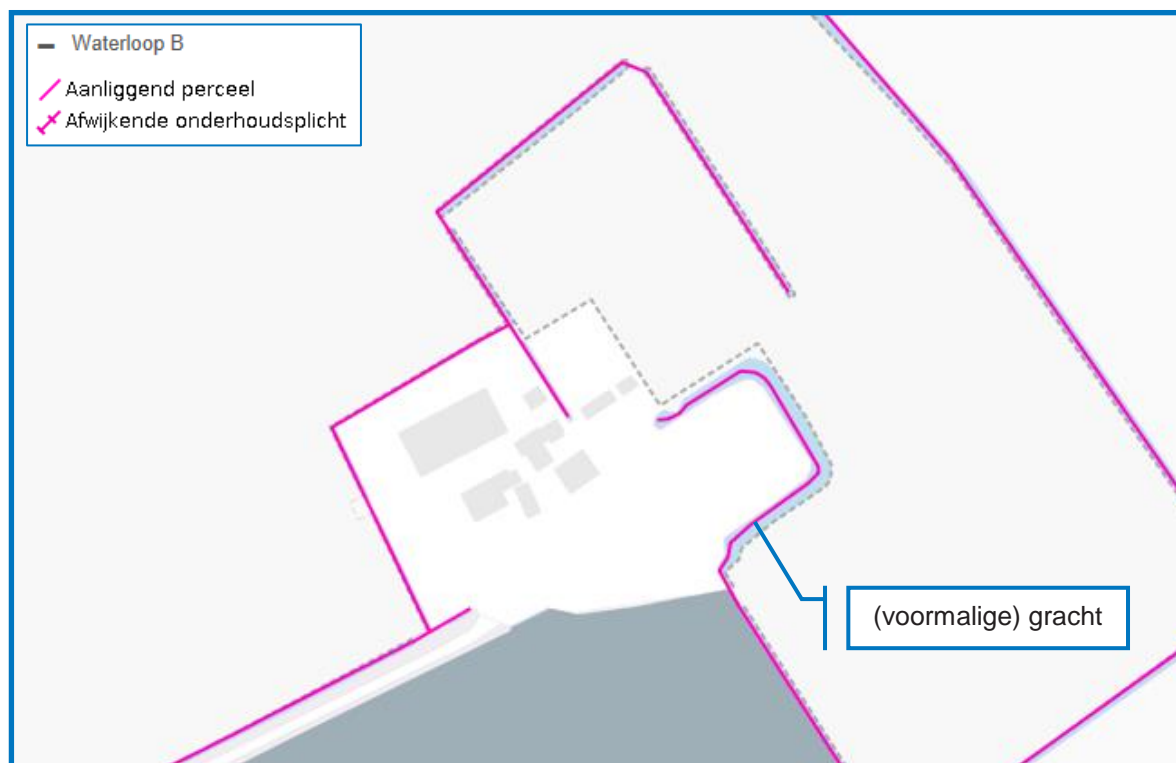 Waterloop B
Aanliggend perceel
Afwijkende onderhoudsplicht
(voormalige) gracht